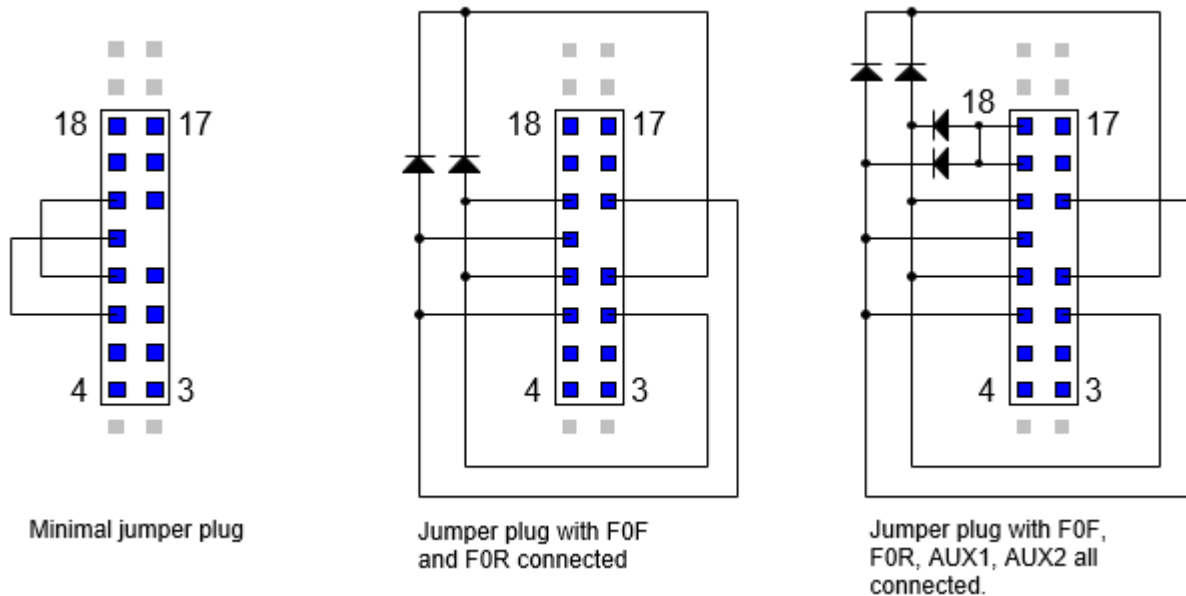 18 17
4 3
Minimal jumper plug
18 17
4 3
Jumper plug with F0F
and F0R connected
18
17
4 3
Jumper plug with F0F,
F0R, AUX1, AUX2 all
connected.